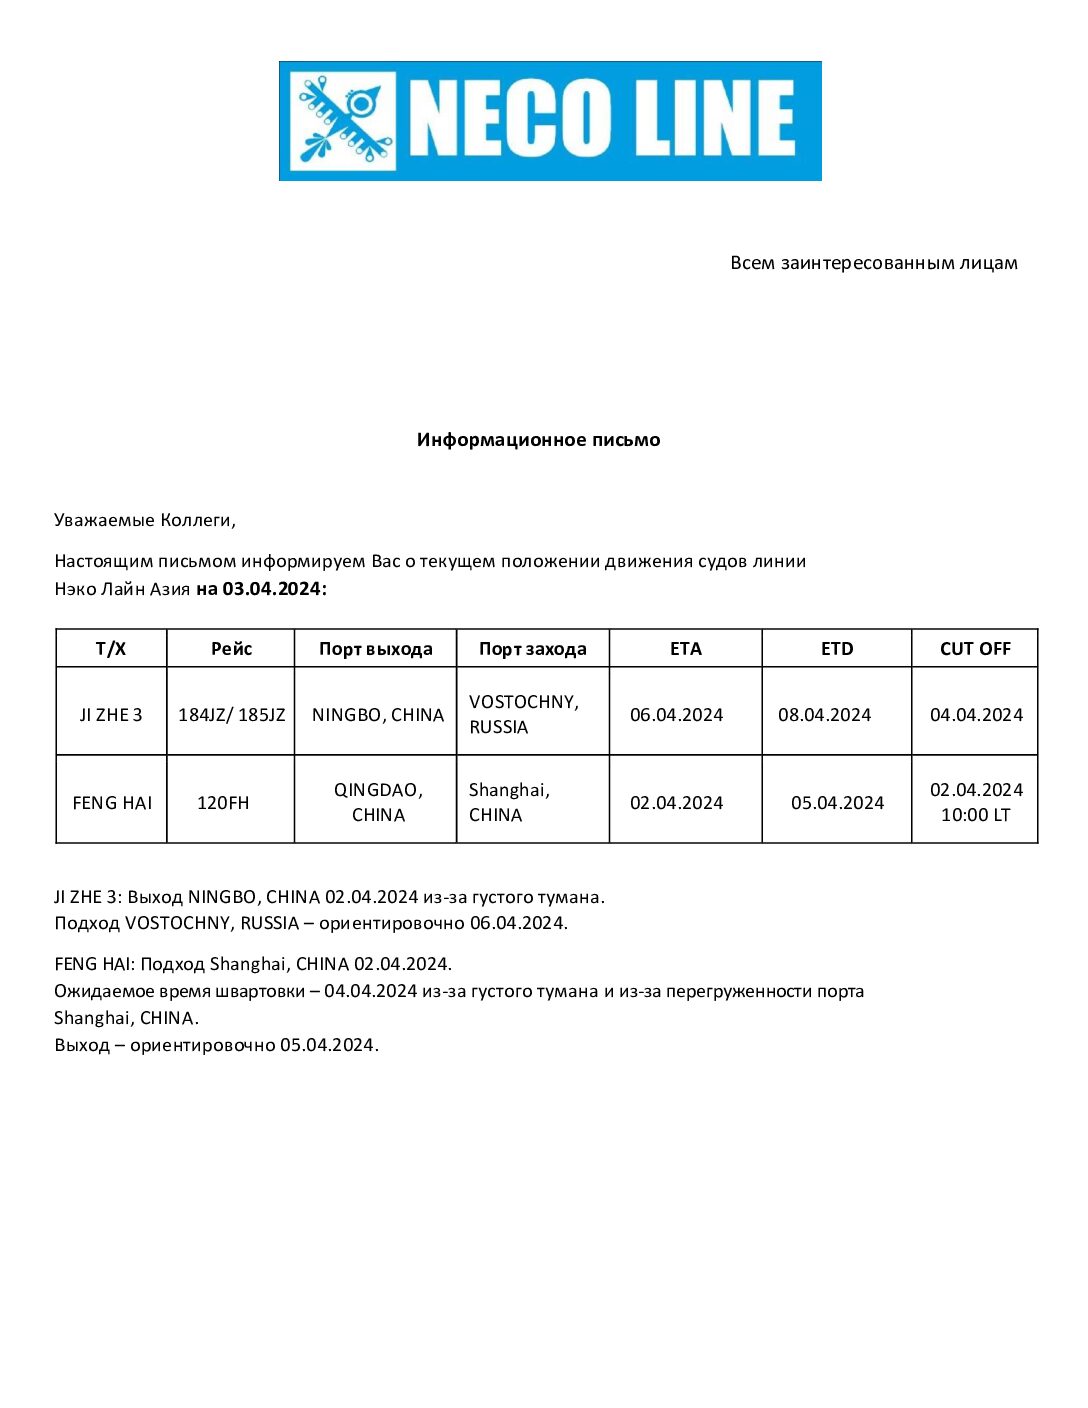 NECO LINE
Всем заинтересованным лицам
Информационное письмо
Уважаемые Коллеги,
Настоящим письмом информируем Вас о текущем положении движения судов линии
Нэко Лайн Азия на 03.04.2024:
Т/Х Рейс Порт выхода Порт захода ETA ETD CUT OFF
JI ZHE 3 184JZ/ 185JZ NINGBO, CHINA VOSTOCHNY, RUSSIA 06.04.2024 08.04.2024 04.04.2024
FENG HAI 120FH QINGDAO, CHINA Shanghai, CHINA 02.04.2024 05.04.2024 02.04.2024 10:00 LT
JI ZHE 3: Выход NINGBO, CHINA 02.04.2024 из-за густого тумана.
Подход VOSTOCHNY, RUSSIA – ориентировочно 06.04.2024.
FENG HAI: Подход Shanghai, CHINA 02.04.2024.
Ожидаемое время швартовки – 04.04.2024 из-за густого тумана и из-за перегруженности порта
Shanghai, CHINA.
Выход – ориентировочно 05.04.2024.